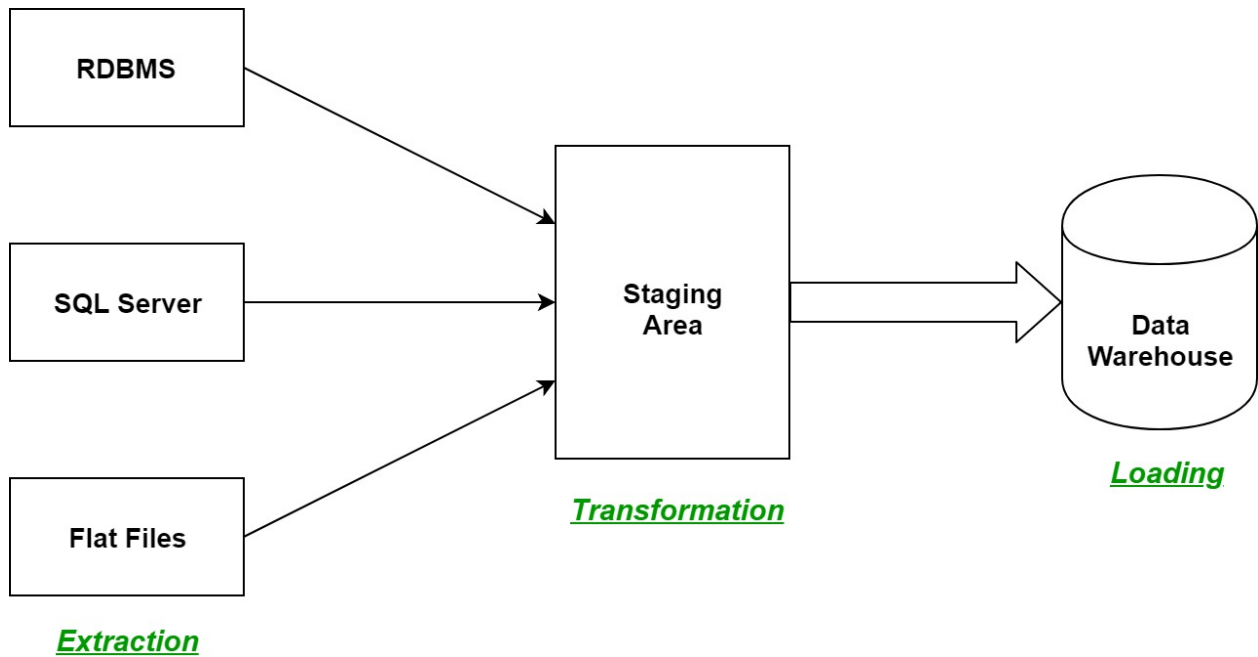 RDBMS
SQL Server
Flat Files
Extraction
Staging
Area
Transformation
Data
Warehouse
Loading